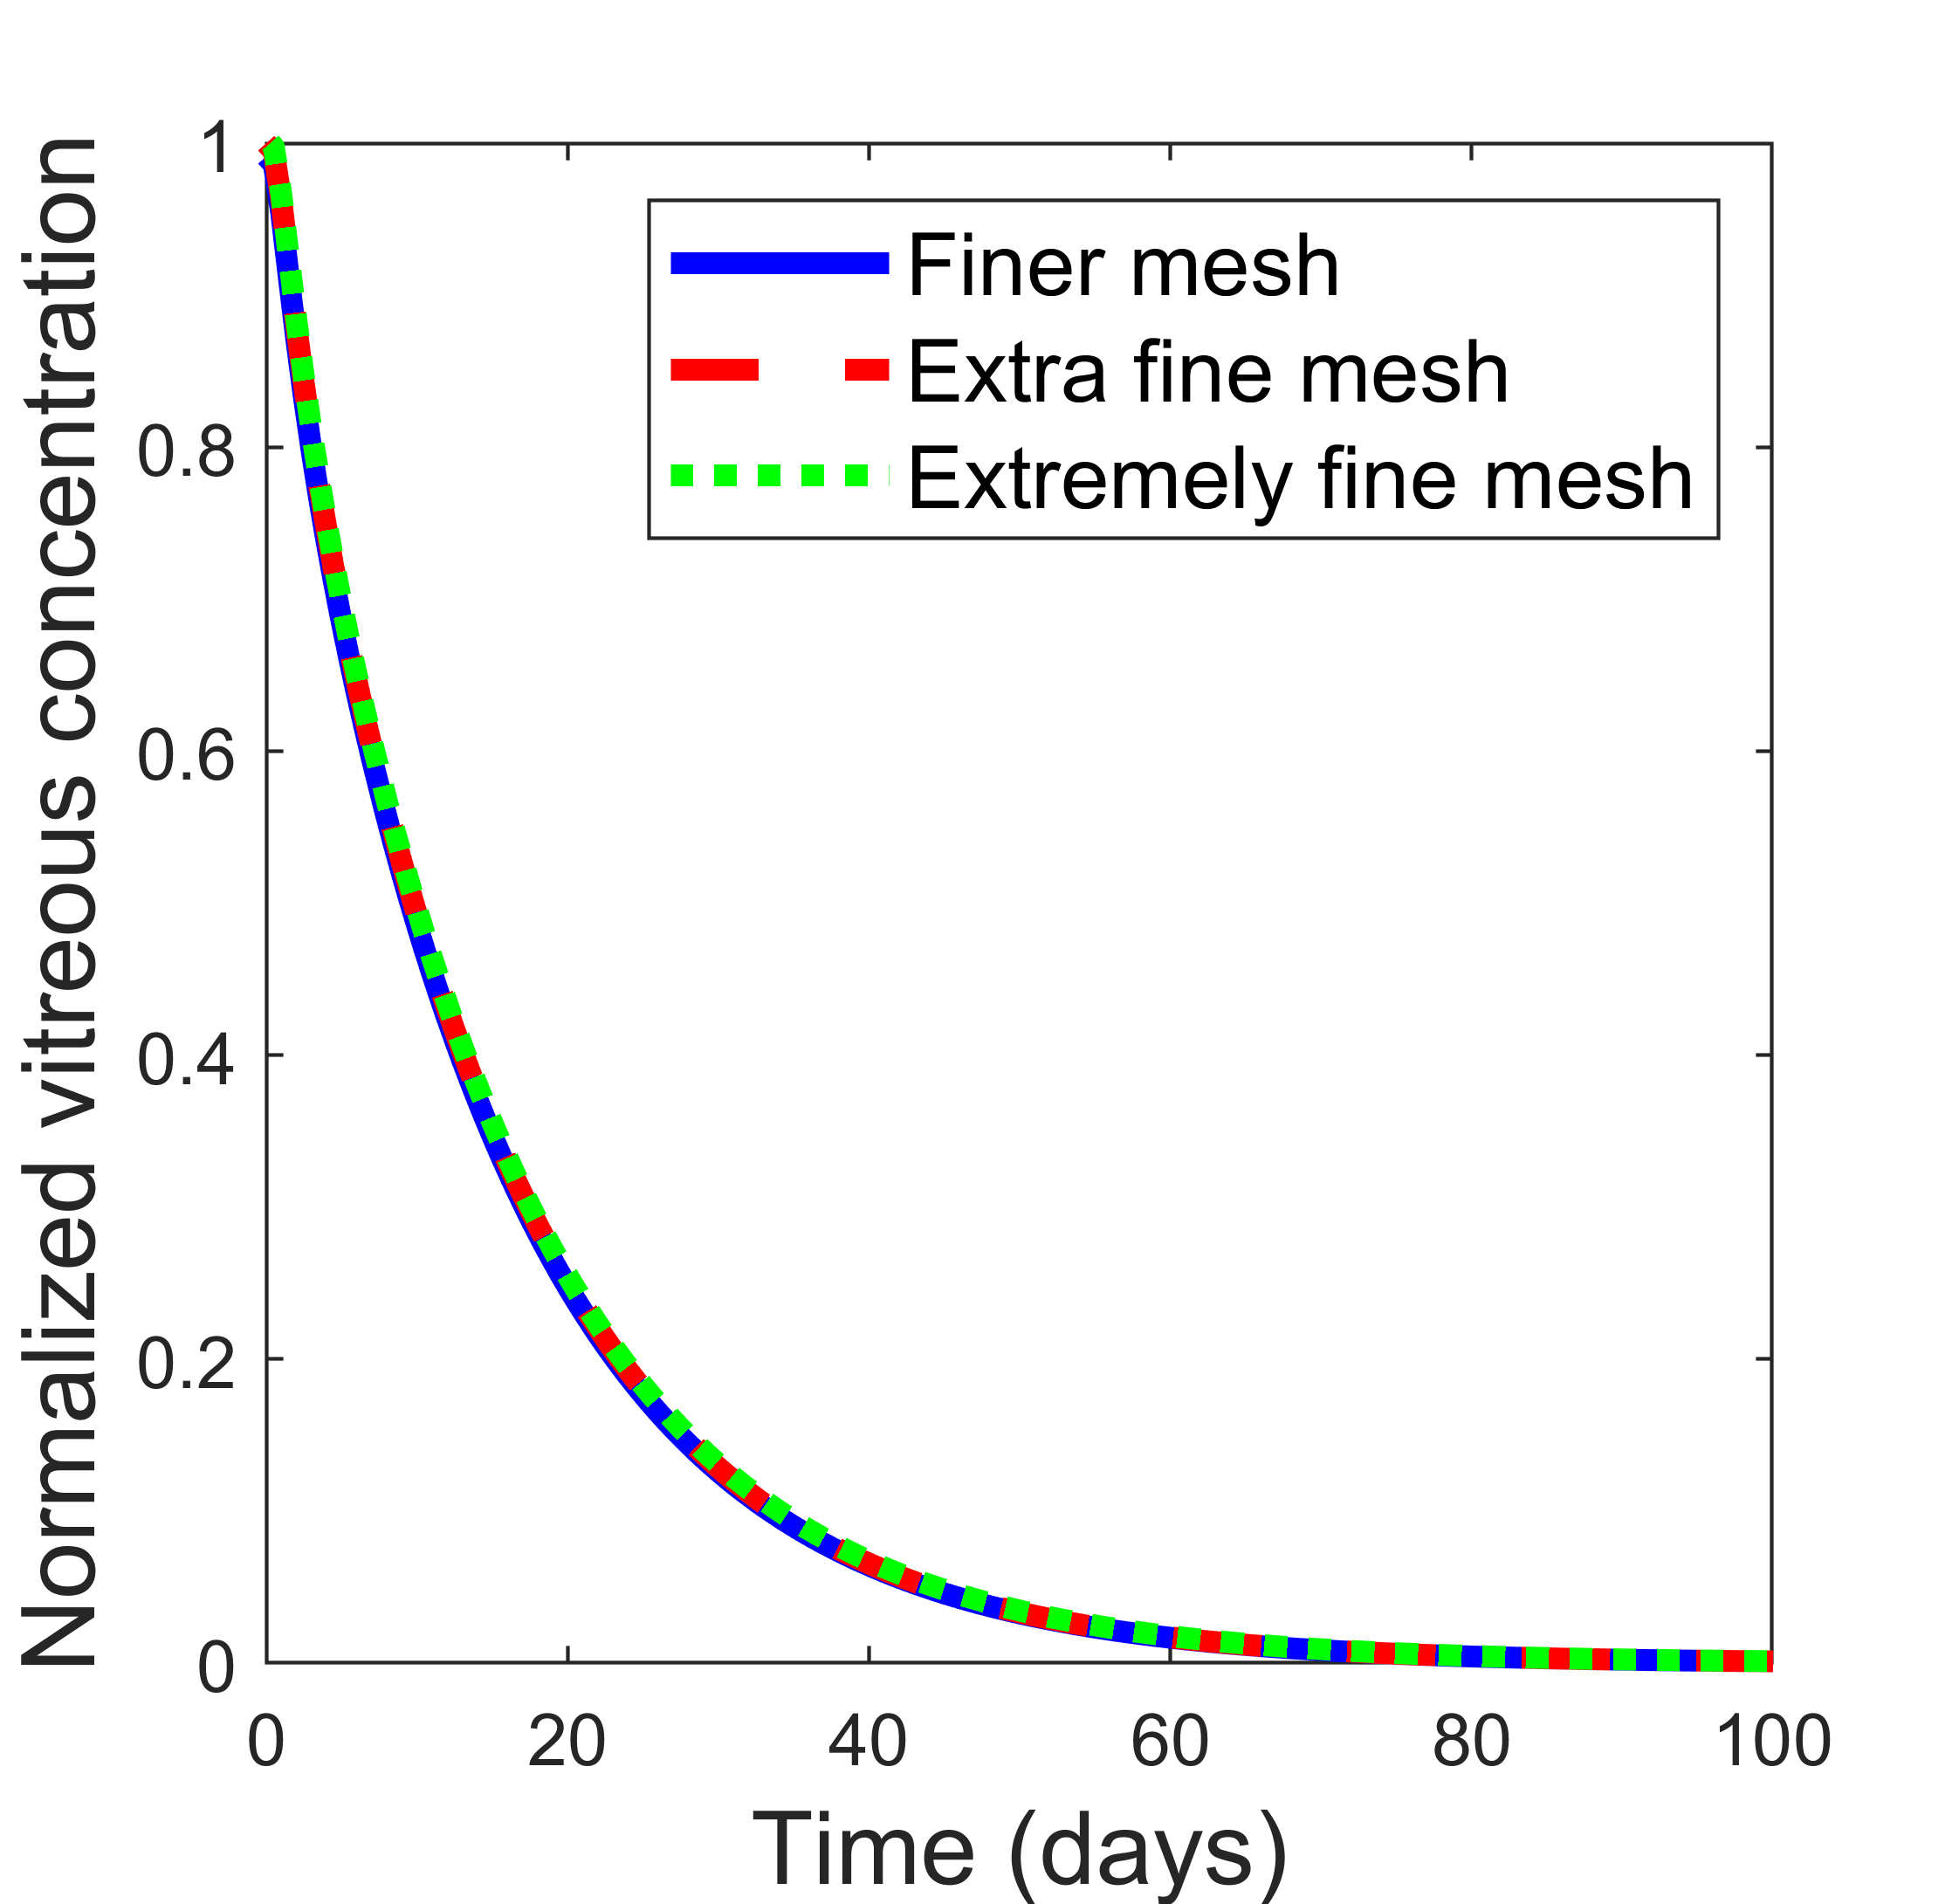 Normalized vitreous concentration
1
0.8
0.6
0.4
0.2
0
Finer mesh
Extra fine mesh
Extremely fine mesh
0 20 40 60 80 100
Time (days)